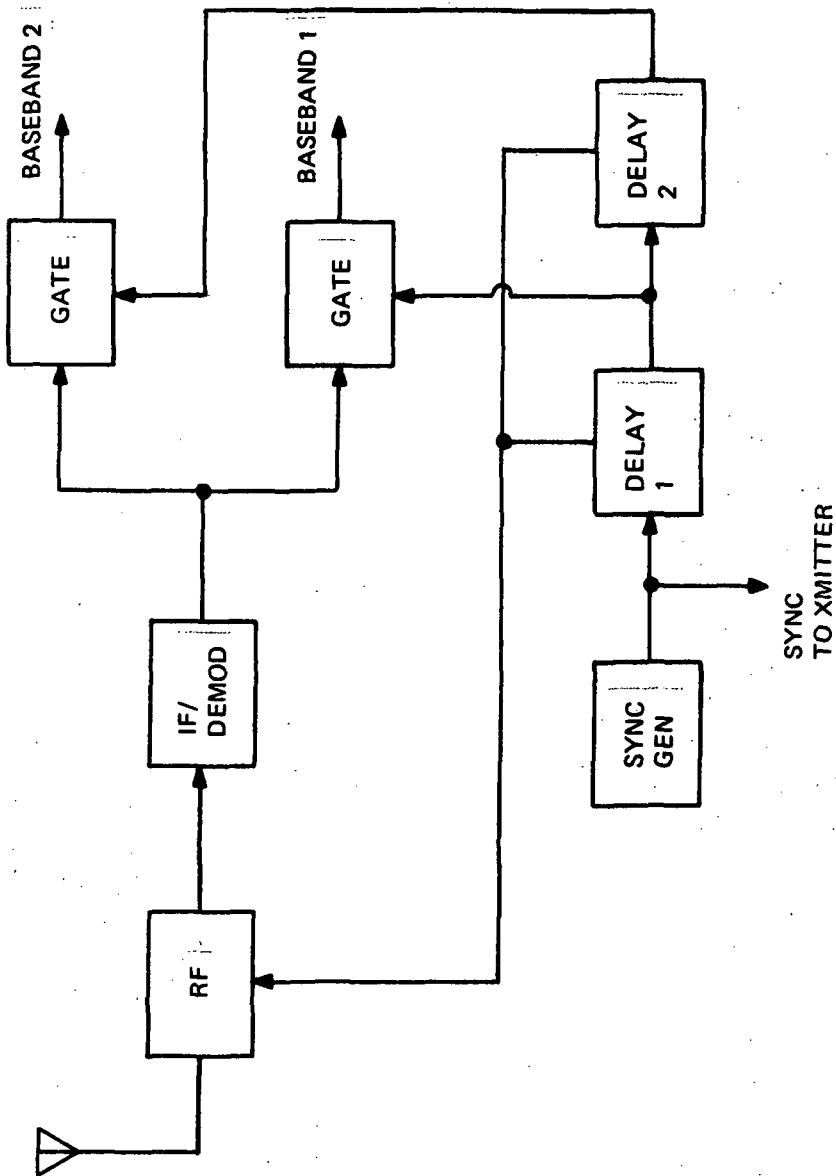 BASEBAND 2
BASEBAND 1
GATE
GATE
IF/
DEMOD
RF
DELAY
2
DELAY
1
SYNC
GEN
SYNC
TO XMITTER